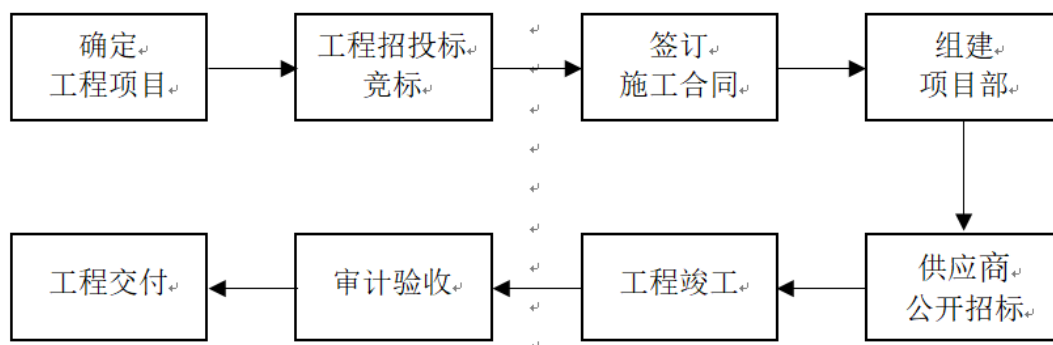 确定
工程项目
工程招投标
竞标
签订
施工合同
组建
项目部
供应商
公开招标
工程竣工
审计验收
工程交付